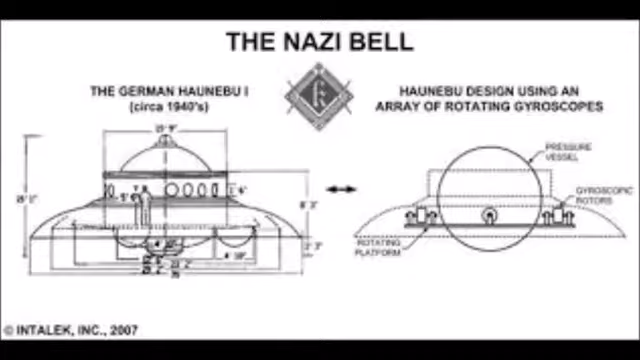 THE NAZI BELL
THE GERMAN HAUNEBU I
(circa 1940's)
HAUNEBU DESIGN USING AN
ARRAY OF ROTATING GYROSCOPES
PRESSURE
VESSEL
GYROSCOPIC
ROTORS
ROTATING
PLATFORM
© INTALEK, INC., 2007